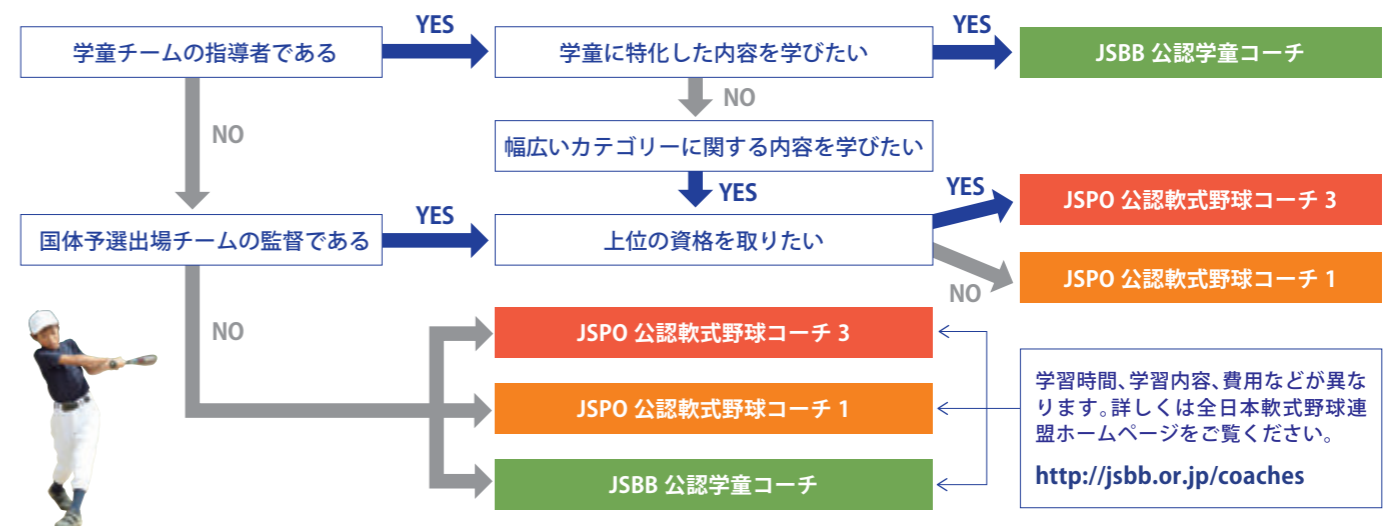 学童チームの指導者である
YES
学童に特化した内容を学びたい
YES
JSBB 公認学童コーチ
NO
NO
幅広いカテゴリーに関する内容を学びたい
YES
国体予選出場チームの監督である
YES
上位の資格を取りたい
YES
JSPO 公認軟式野球コーチ 3
NO
JSPO 公認軟式野球コーチ 1
NO
JSPO 公認軟式野球コーチ 3
JSPO 公認軟式野球コーチ 1
JSBB 公認学童コーチ
学習時間、学習内容、費用などが異な
ります。詳しくは全日本軟式野球連
盟ホームページをご覧ください。
http://jsbb.or.jp/coaches